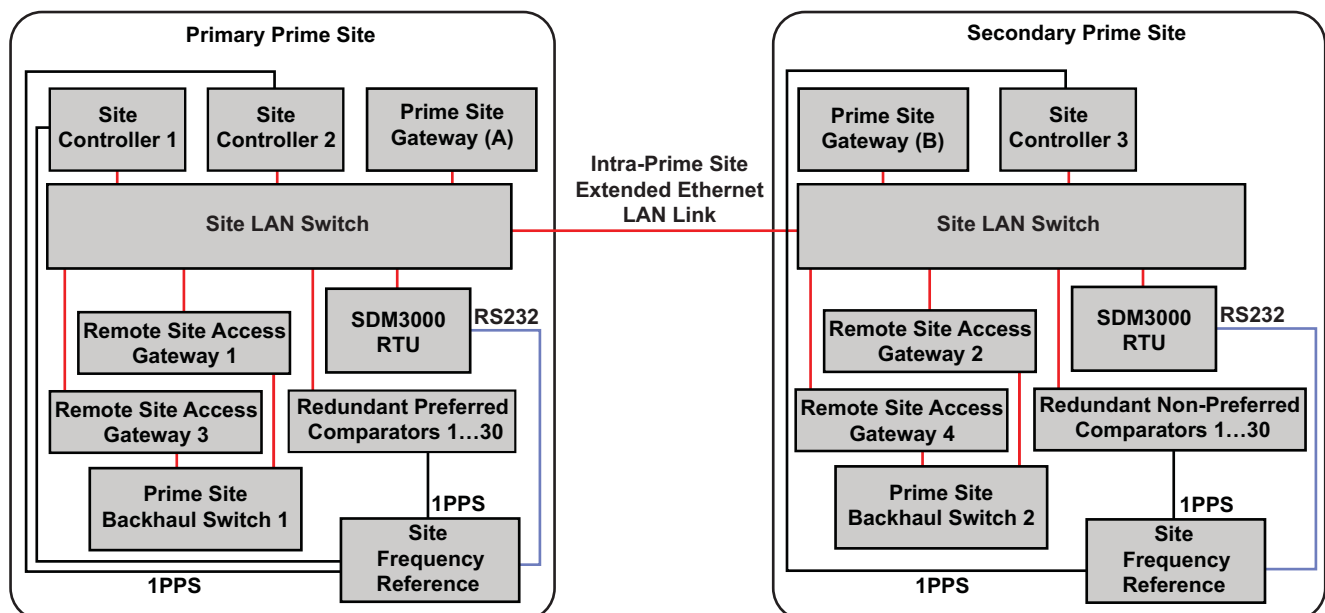 Primary Prime Site
Site
Controller 1
Site
Controller 2
Prime Site
Gateway (A)
Site LAN Switch
Remote Site Access
Gateway 1
SDM3000
RTU
RS232
Remote Site Access
Gateway 3
Redundant Preferred
Comparators 1...30
Prime Site
Backhaul Switch 1
1PPS
Site
Frequency
Reference
1PPS
Intra-Prime Site
Extended Ethernet
LAN Link
Secondary Prime Site
Prime Site
Gateway (B)
Site
Controller 3
Site LAN Switch
Remote Site Access
Gateway 2
SDM3000
RTU
RS232
Remote Site Access
Gateway 4
Redundant Non-Preferred
Comparators 1...30
Prime Site
Backhaul Switch 2
1PPS
Site
Frequency
Reference
1PPS